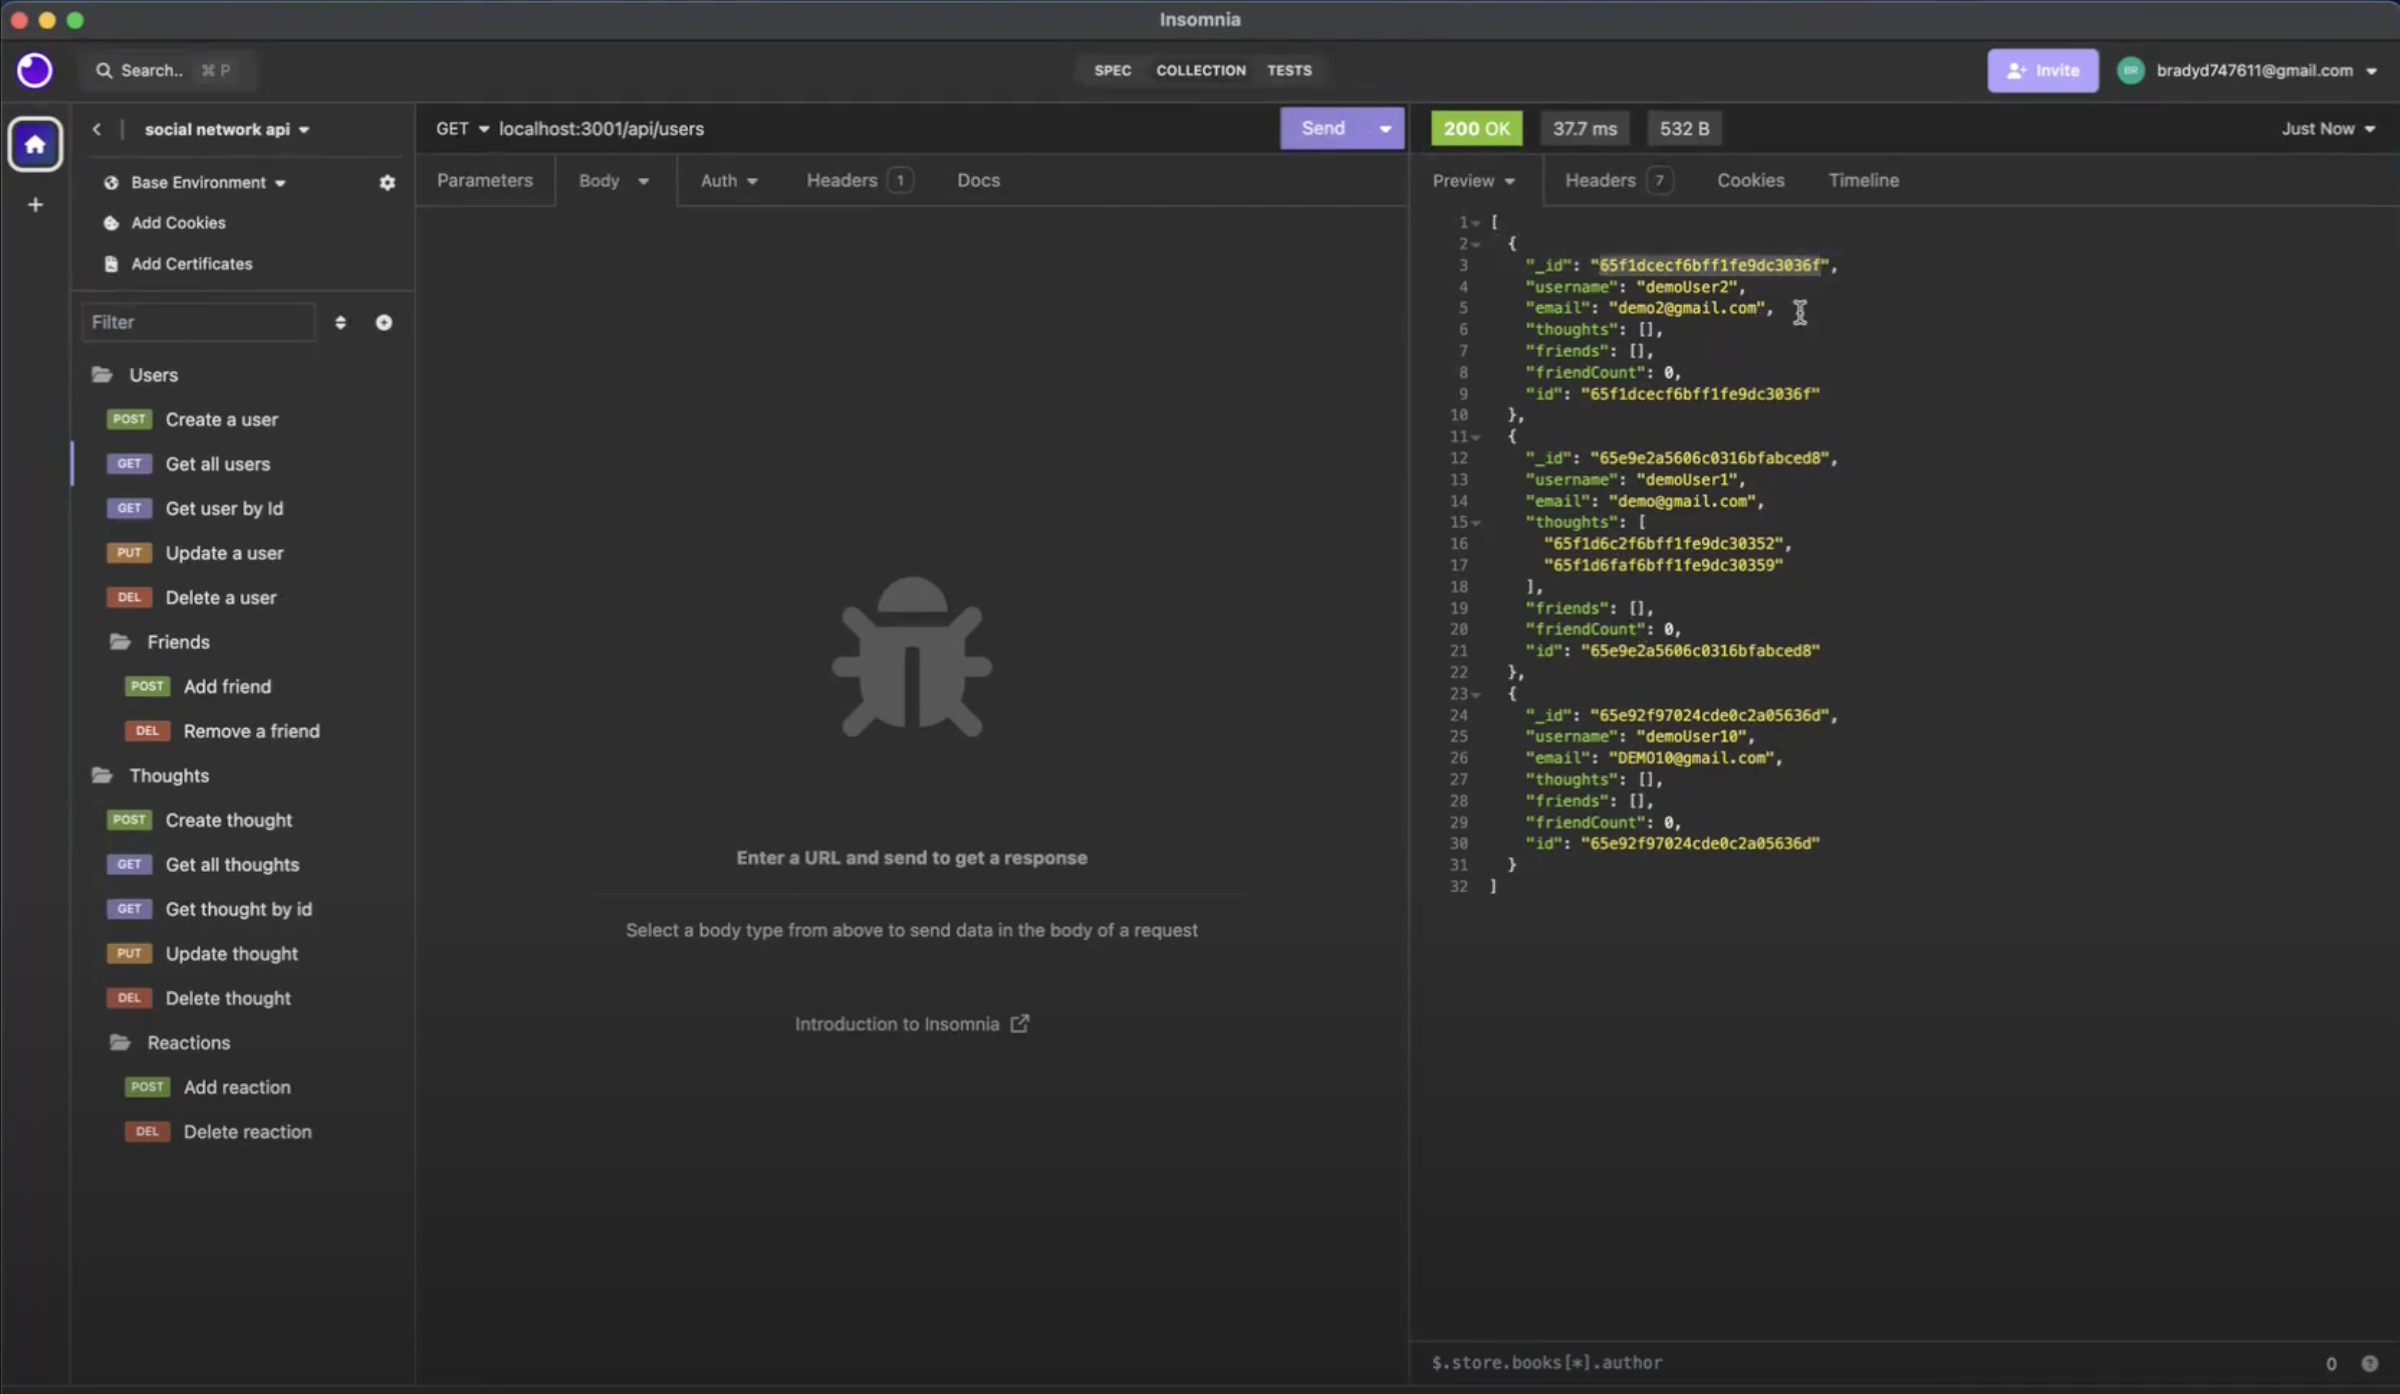 Insomnia
Search.. ⌘ P
SPEC COLLECTION TESTS
Invite
BR bradyd747611@gmail.com
social network api
Base Environment
Add Cookies
Add Certificates
Filter
Users
POST Create a user
GET Get all users
GET Get user by Id
PUT Update a user
DEL Delete a user
Friends
POST Add friend
DEL Remove a friend
Thoughts
POST Create thought
GET Get all thoughts
GET Get thought by id
PUT Update thought
DEL Delete thought
Reactions
POST Add reaction
DEL Delete reaction
GET localhost:3001/api/users Send
Parameters Body Auth Headers 1 Docs
Enter a URL and send to get a response
Select a body type from above to send data in the body of a request
Introduction to Insomnia
200 OK 37.7 ms 532 B Just Now
Preview Headers 7 Cookies Timeline
1 [
2 {
3 "_id": "65f1dcecf6bff1fe9dc3036f",
4 "username": "demoUser2",
5 "email": "demo2@gmail.com",
6 "thoughts": [],
7 "friends": [],
8 "friendCount": 0,
9 "id": "65f1dcecf6bff1fe9dc3036f"
10 },
11 {
12 "_id": "65e9e2a5606c0316bfabced8",
13 "username": "demoUser1",
14 "email": "demo@gmail.com",
15 "thoughts": [
16 "65f1d6c2f6bff1fe9dc30352",
17 "65f1d6faf6bff1fe9dc30359"
18 ],
19 "friends": [],
20 "friendCount": 0,
21 "id": "65e9e2a5606c0316bfabced8"
22 },
23 {
24 "_id": "65e92f97024cde0c2a05636d",
25 "username": "demoUser10",
26 "email": "DEMO10@gmail.com",
27 "thoughts": [],
28 "friends": [],
29 "friendCount": 0,
30 "id": "65e92f97024cde0c2a05636d"
31 }
32 ]
$.store.books[*].author 0